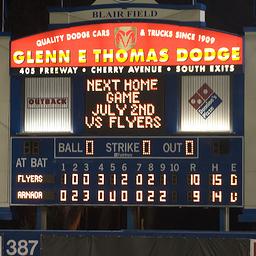 BLAIR FIELD
QUALITY DODGE CARS & TRUCKS SINCE 1909
GLENN E THOMAS DODGE
405 FREEWAY • CHERRY AVENUE • SOUTH EXITS
NEXT HOME
GAME
JULY 2ND
VS FLYERS
OUTBACK
Domino's
Pizza
BALL 0 STRIKE 0 OUT 0
AT BAT 1 2 3 4 5 6 7 8 9 10 R H E
FLYERS 1 0 0 3 1 2 0 2 1 10 15 0
ARMADA 0 2 3 0 0 0 2 2 9 14 0
387